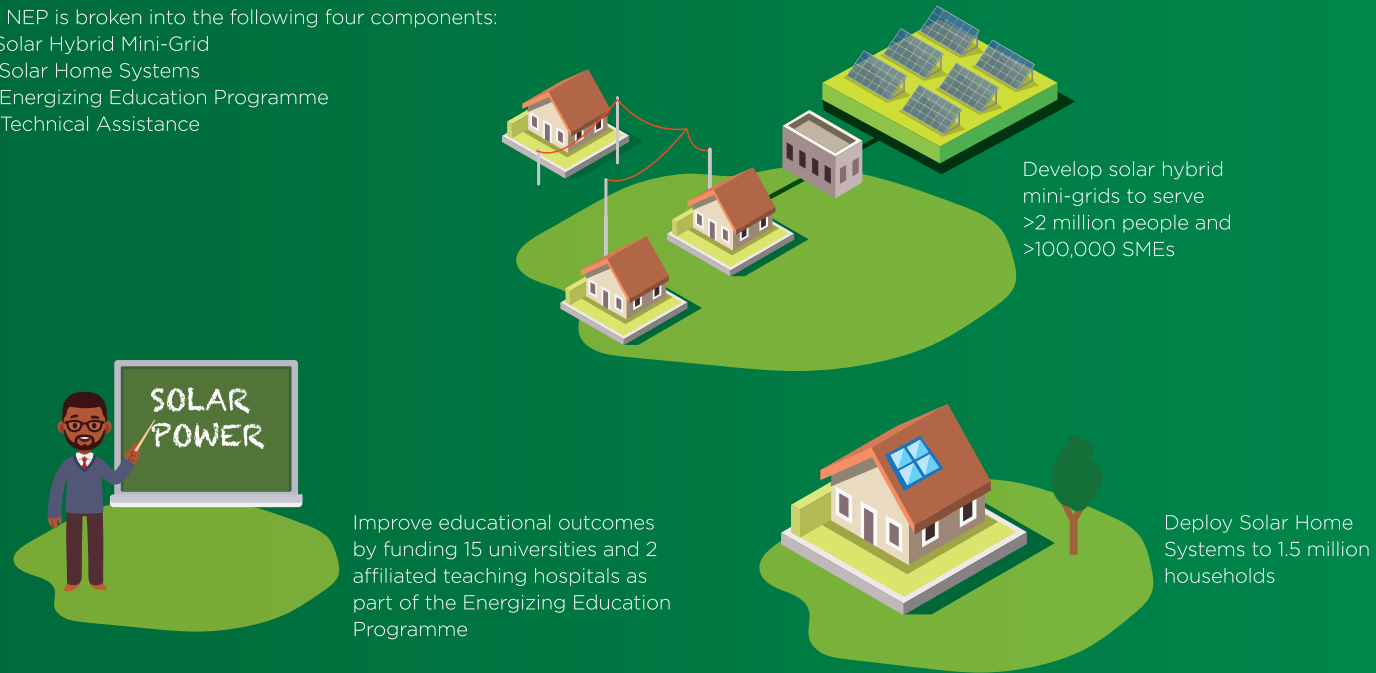 NEP is broken into the following four components:
Solar Hybrid Mini-Grid
Solar Home Systems
Energizing Education Programme
Technical Assistance
Develop solar hybrid
mini-grids to serve
>2 million people and
>100,000 SMEs
SOLAR
POWER
Improve educational outcomes
by funding 15 universities and 2
affiliated teaching hospitals as
part of the Energizing Education
Programme
Deploy Solar Home
Systems to 1.5 million
households